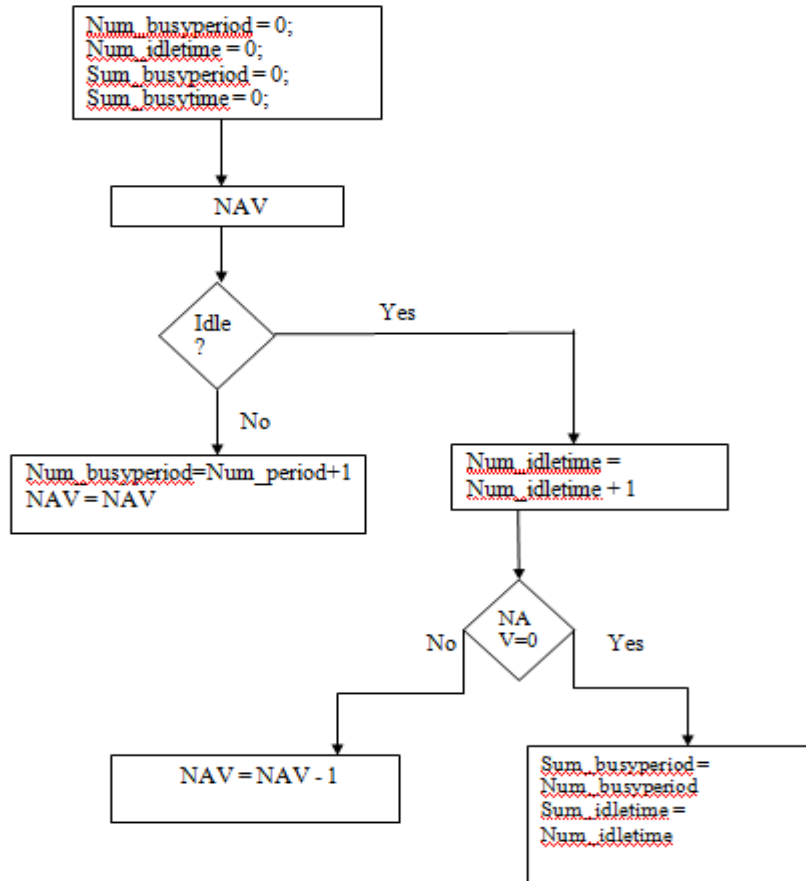 Num_busyperiod = 0;
Num_idletime = 0;
Sum_busyperiod = 0;
Sum_busytime = 0;
NAV
Idle
?
Yes
No
Num_busyperiod=Num_period+1
NAV = NAV
Num_idletime =
Num_idletime + 1
NA
V=0
No
Yes
NAV = NAV - 1
Sum_busyperiod=
Num_busyperiod
Sum_idletime =
Num_idletime